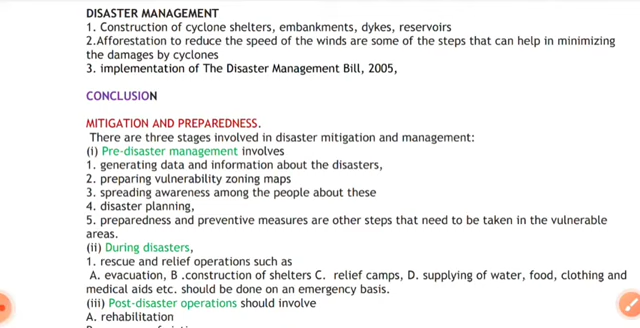 DISASTER MANAGEMENT
1. Construction of cyclone shelters, embankments, dykes, reservoirs
2.Afforestation to reduce the speed of the winds are some of the steps that can help in minimizing
the damages by cyclones
3. implementation of The Disaster Management Bill, 2005,
CONCLUSION
MITIGATION AND PREPAREDNESS.
There are three stages involved in disaster mitigation and management:
(i) Pre-disaster management involves
1. generating data and information about the disasters,
2. preparing vulnerability zoning maps
3. spreading awareness among the people about these
4. disaster planning,
5. preparedness and preventive measures are other steps that need to be taken in the vulnerable
areas.
(ii) During disasters,
1. rescue and relief operations such as
A. evacuation, B .construction of shelters C. relief camps, D. supplying of water, food, clothing and
medical aids etc. should be done on an emergency basis.
(iii) Post-disaster operations should involve
A. rehabilitation